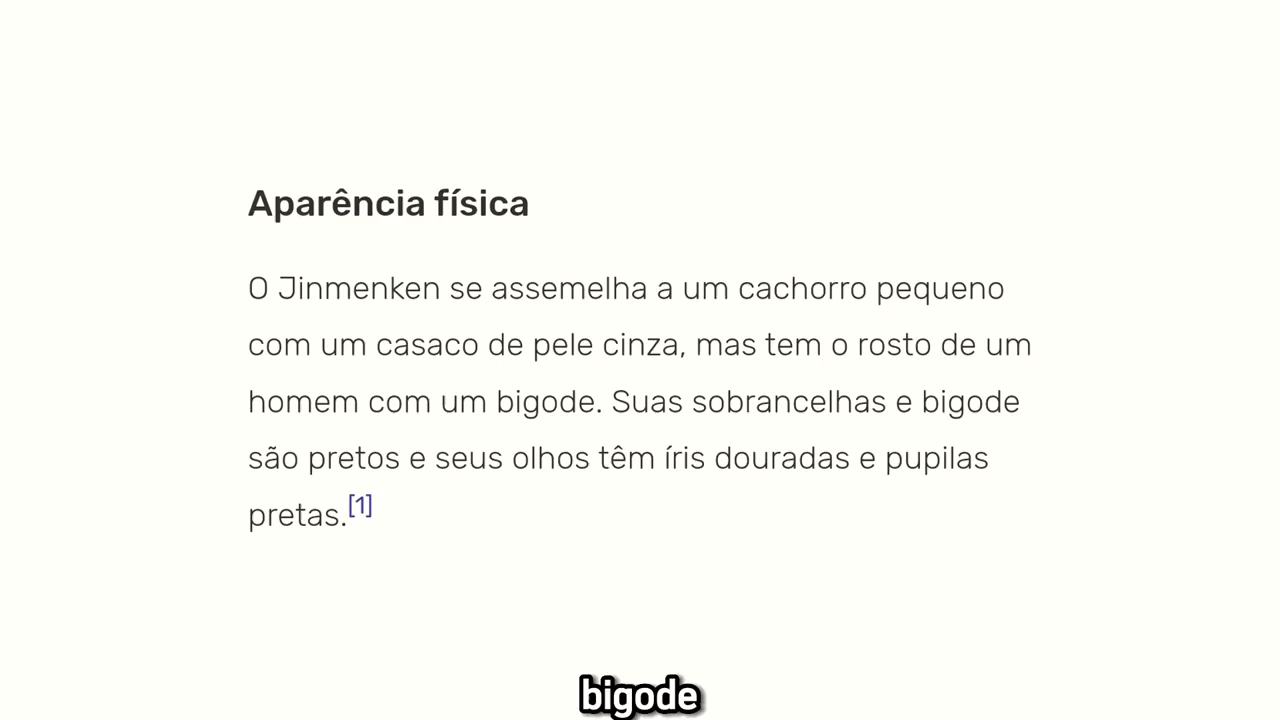 Aparência física
O Jinmenken se assemelha a um cachorro pequeno
com um casaco de pele cinza, mas tem o rosto de um
homem com um bigode. Suas sobrancelhas e bigode
são pretos e seus olhos têm íris douradas e pupilas
pretas.[1]
bigode